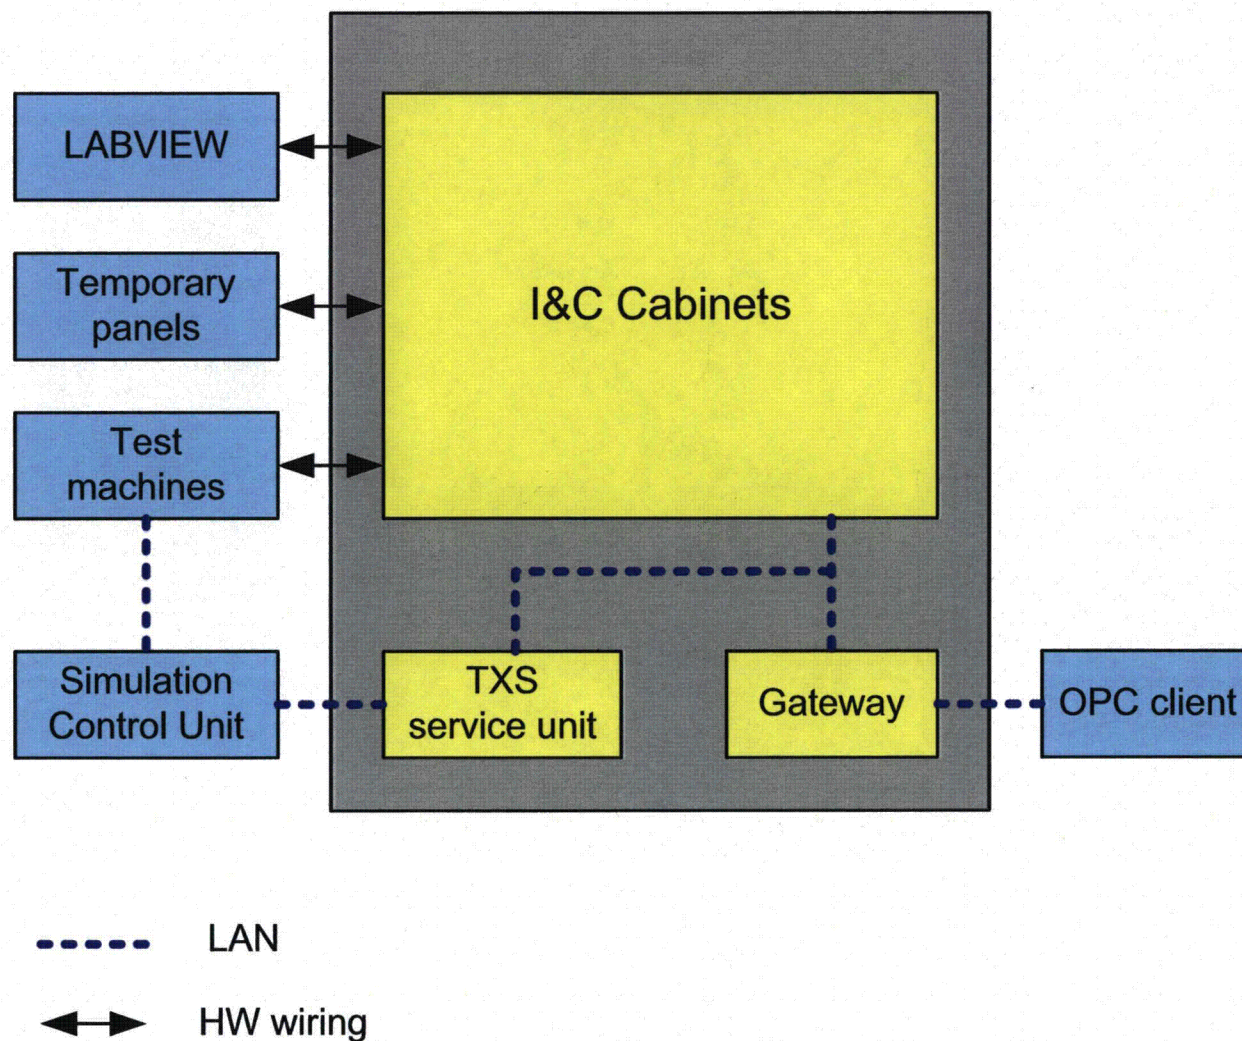 LABVIEW
Temporary
panels
Test
machines
I&C Cabinets
Simulation
Control Unit
TXS
service unit
Gateway
OPC client
LAN
HW wiring